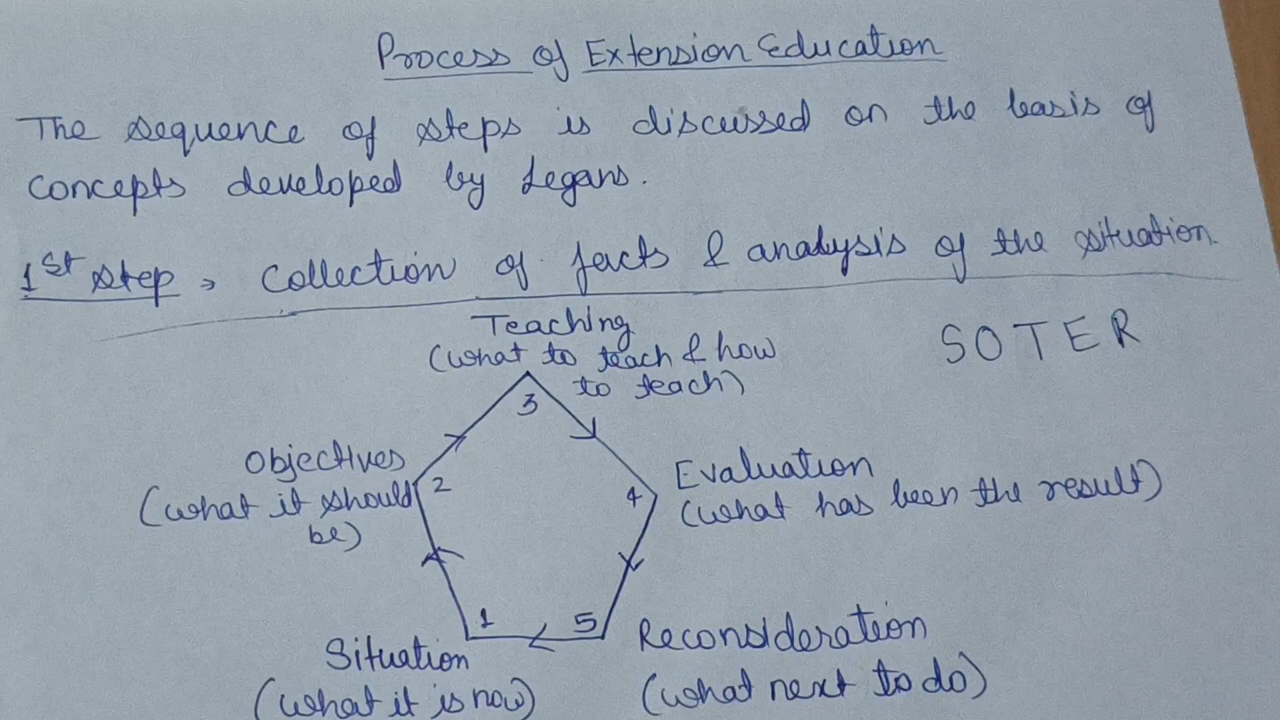 Process of Extension Education
The sequence of steps is discussed on the basis of
concepts developed by Legans.
1st step, Collection of facts & analysis of the situation.
Teaching
(what to teach & how
to teach)
SOTER
3
Objectives
(what it should
be)
2
Evaluation
(what has been the result)
4
1
5
Situation
(what it is now)
Reconsideration
(what next to do)